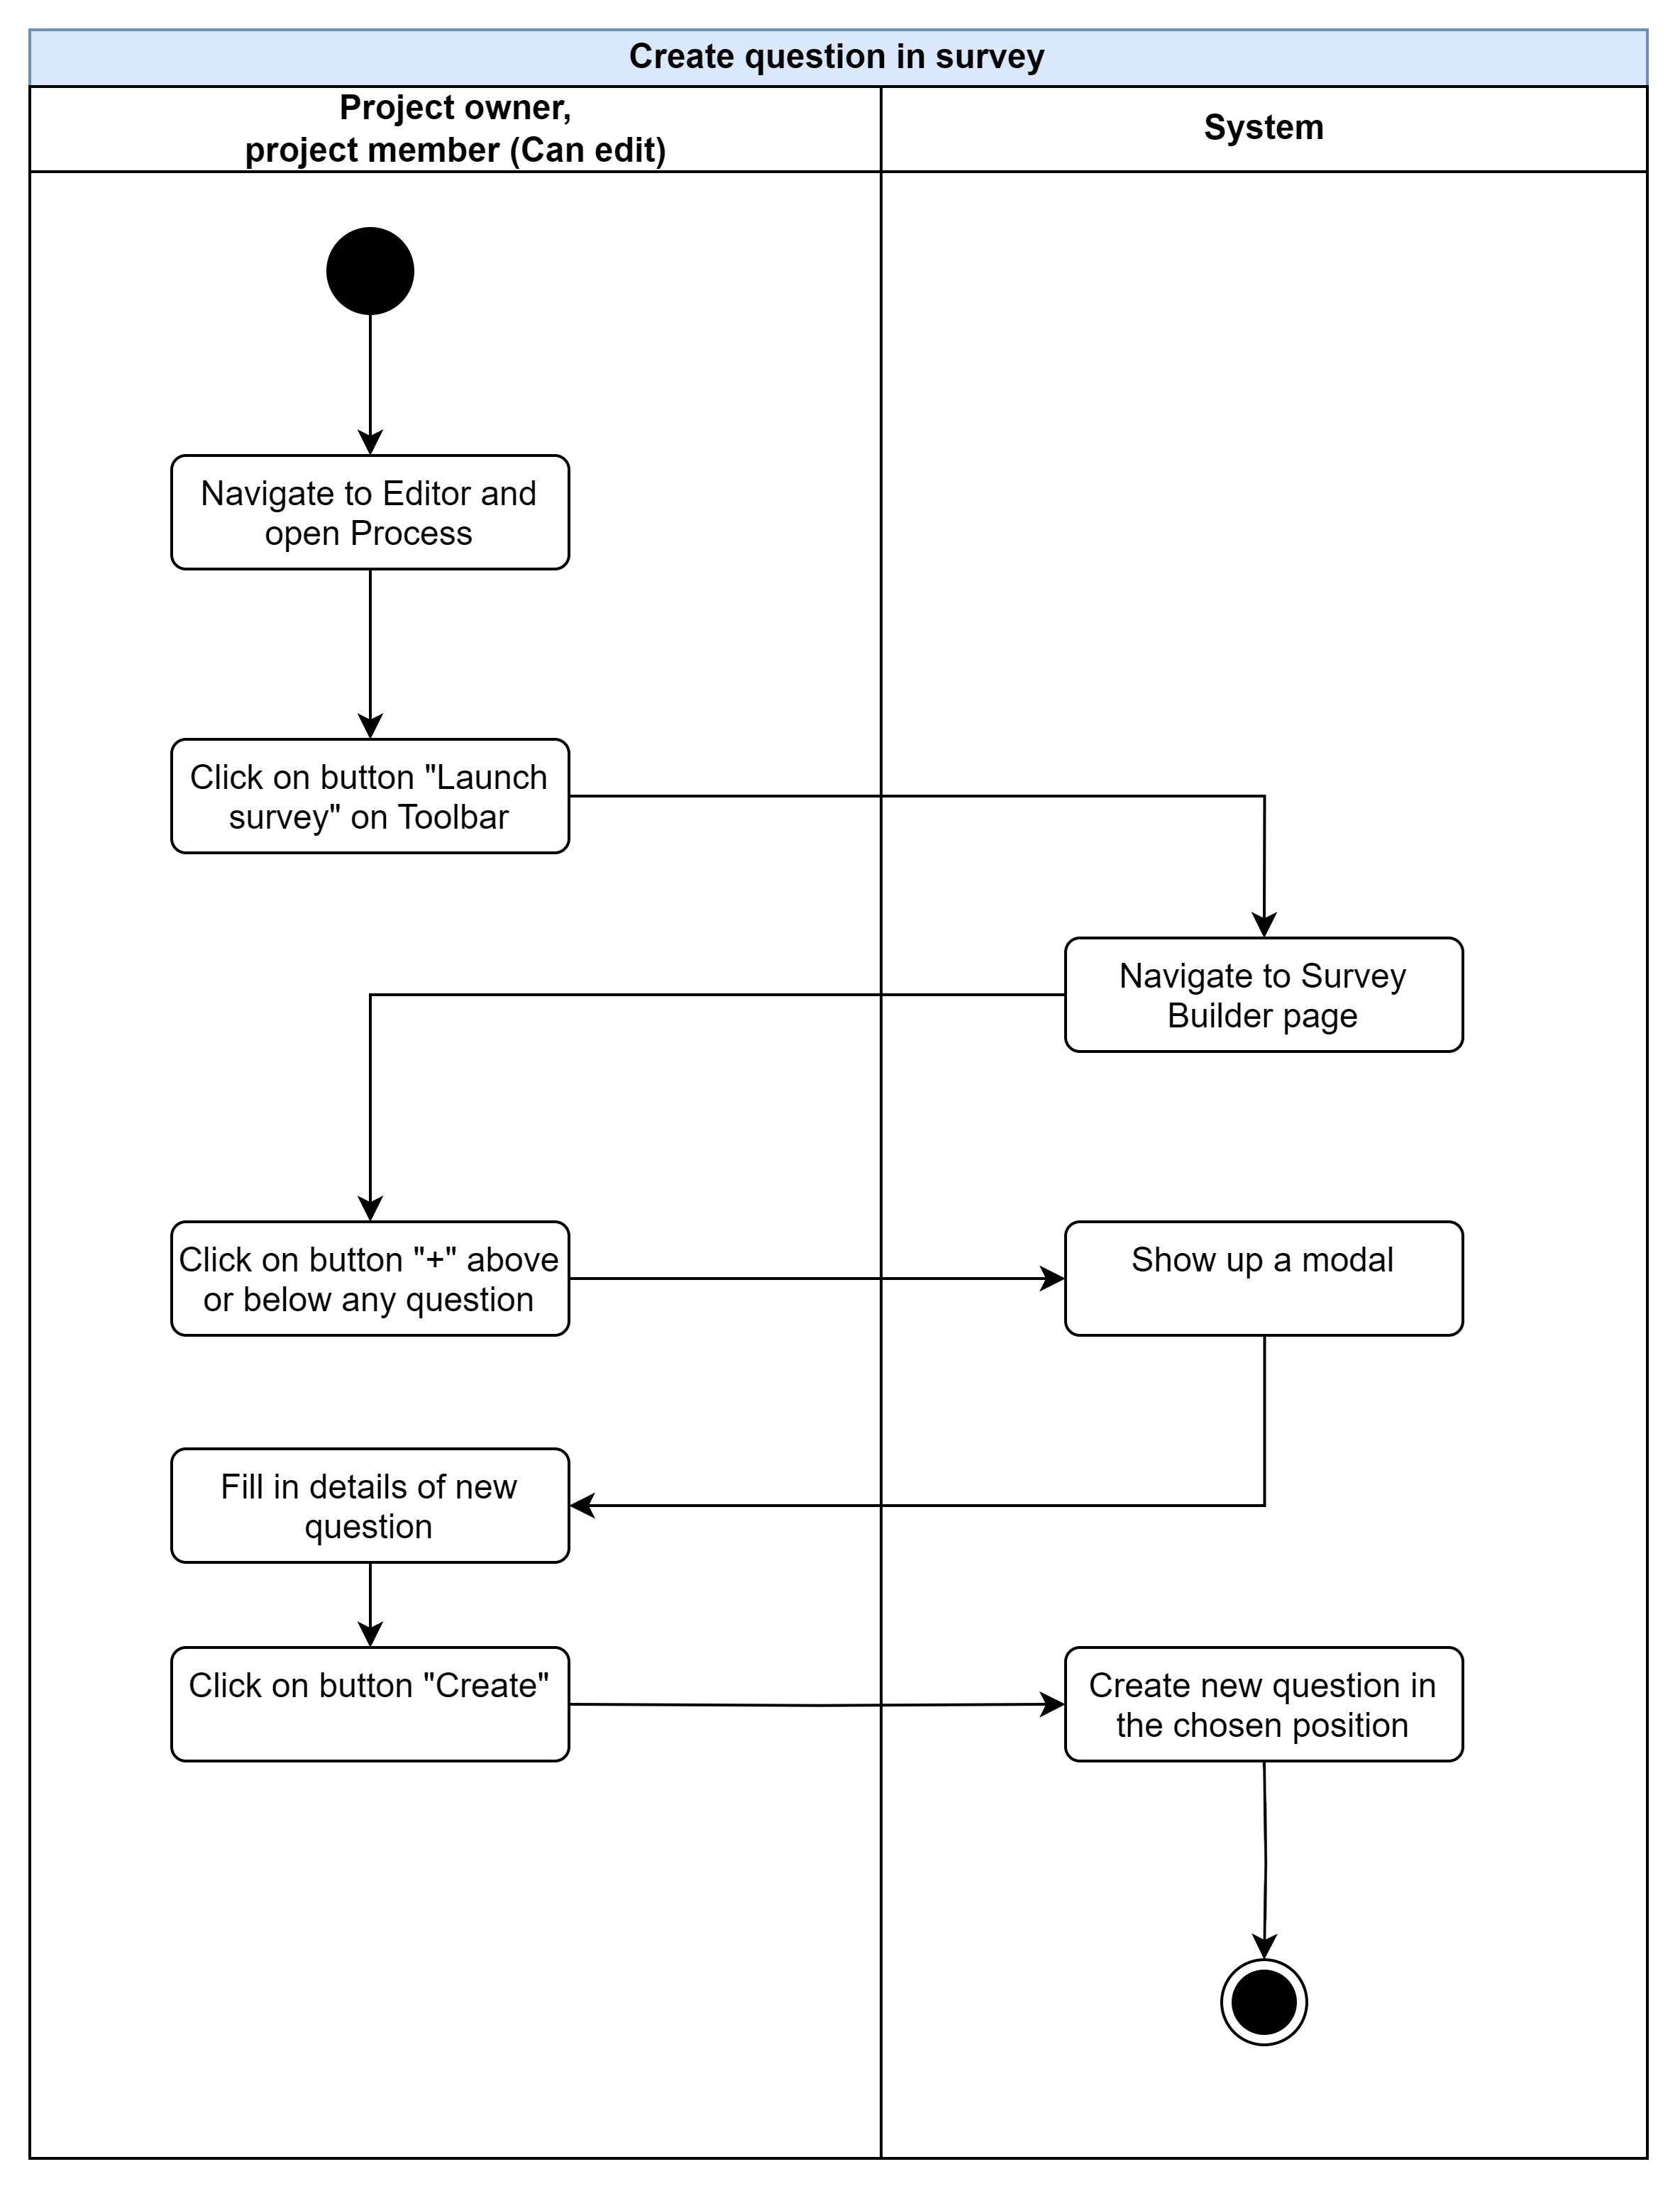 Create question in survey
Project owner,
project member (Can edit)
System
Navigate to Editor and
open Process
Click on button "Launch
survey" on Toolbar
Navigate to Survey
Builder page
Click on button "+" above
or below any question
Show up a modal
Fill in details of new
question
Click on button "Create"
Create new question in
the chosen position